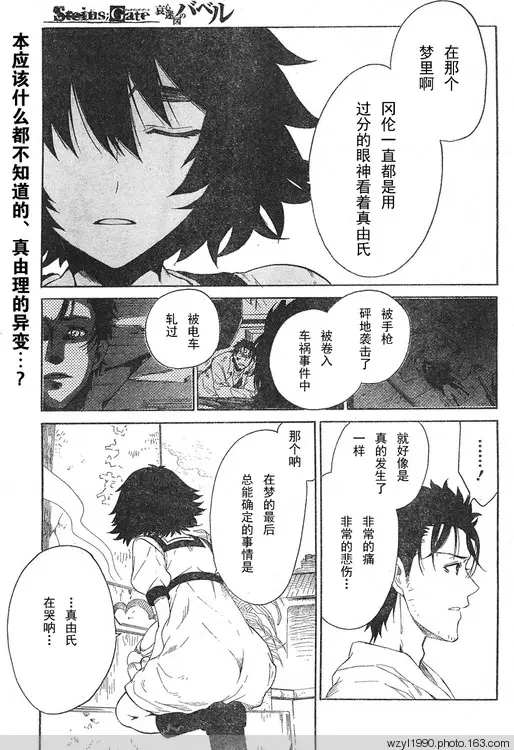 Steins;Gate 哀迷図のバベル
本应该什么都不知道的、真由理的异变…?
在那个
梦里啊
冈伦一直都是用
过分的眼神看着真由氏
被手枪
砰地袭击了
被卷入
车祸事件中
被电车
轧过
………
就好像是
真的发生了
一样
非常的痛
非常的悲伤…
那个呐
在梦的最后
总能确定的事情是
…真由氏
在哭呐…
wzyl1990.photo.163.com